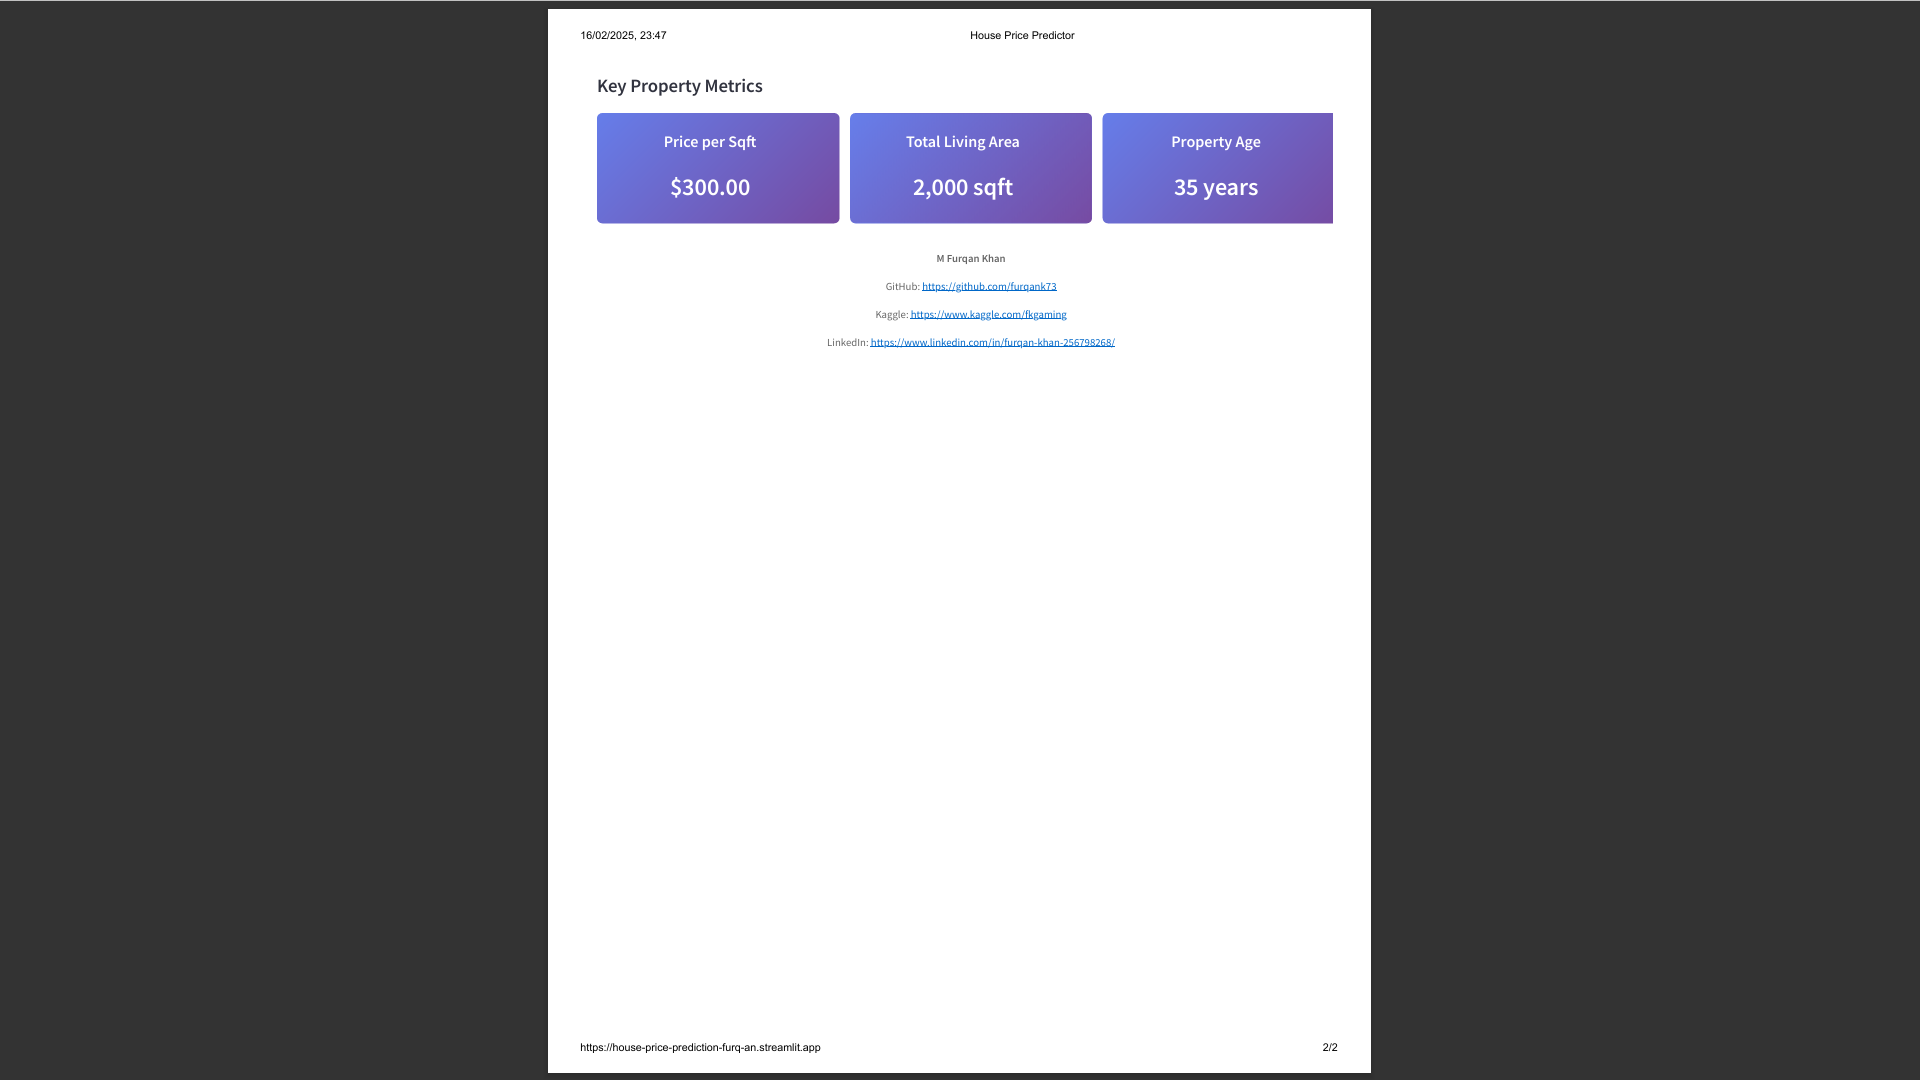 16/02/2025, 23:47 House Price Predictor
Key Property Metrics
Price per Sqft Total Living Area Property Age
$300.00 2,000 sqft 35 years
M Furqan Khan
GitHub: https://github.com/furqank73
Kaggle: https://www.kaggle.com/fkgaming
LinkedIn: https://www.linkedin.com/in/furqan-khan-256798268/
https://house-price-prediction-furq-an.streamlit.app 2/2